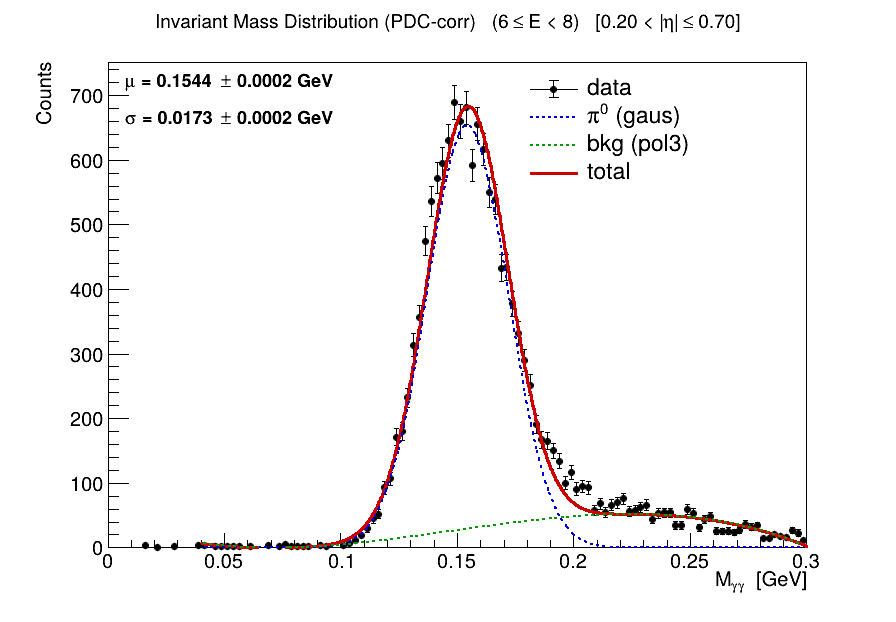 Invariant Mass Distribution (PDC-corr) (6 ≤ E < 8) [0.20 < |η| ≤ 0.70]
μ = 0.1544 ± 0.0002 GeV
σ = 0.0173 ± 0.0002 GeV
data
π⁰ (gaus)
bkg (pol3)
total
Counts
700
600
500
400
300
200
100
0
0 0.05 0.1 0.15 0.2 0.25 0.3
Mγγ [GeV]